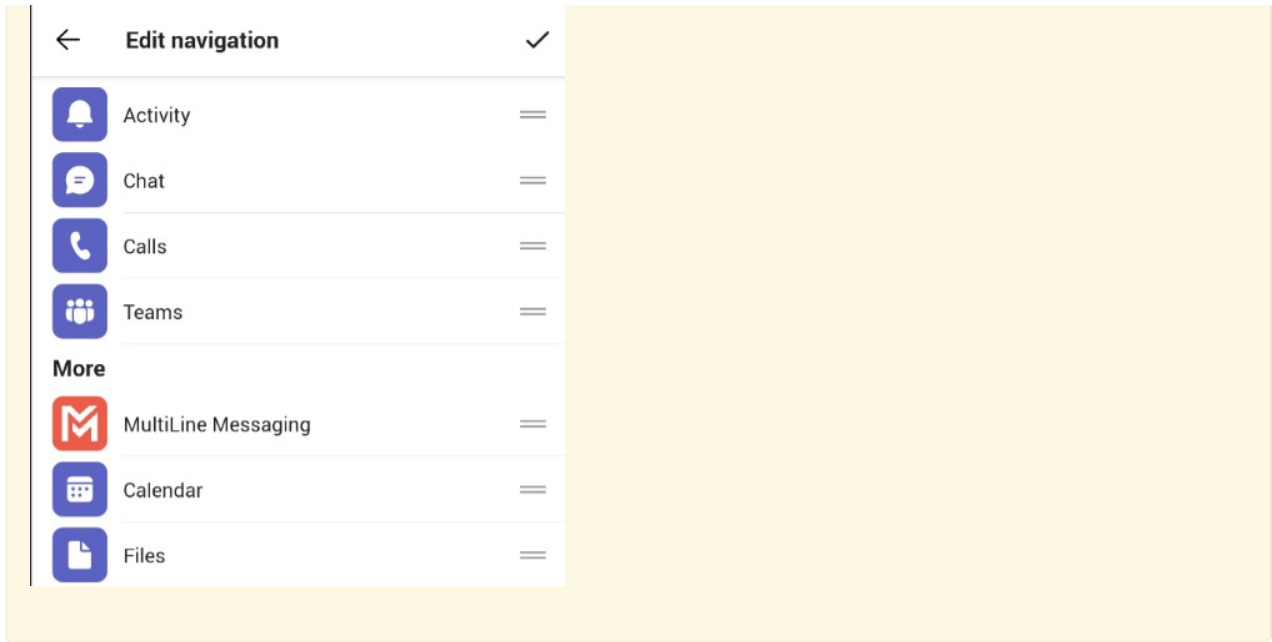 Edit navigation
Activity
Chat
Calls
Teams
More
MultiLine Messaging
Calendar
Files